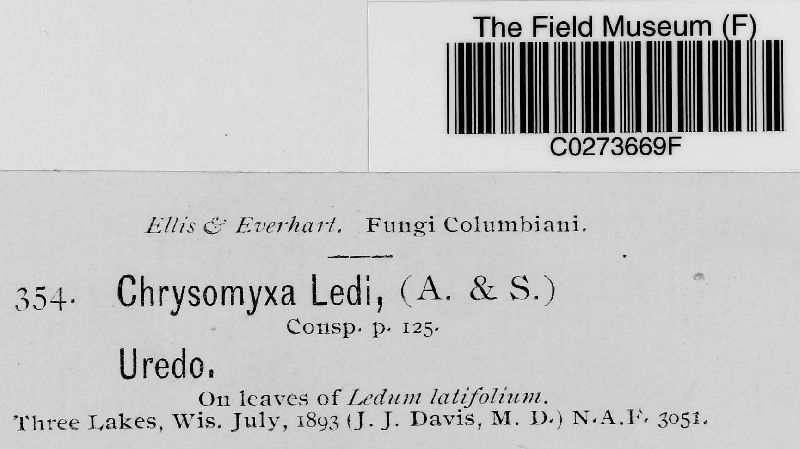 The Field Museum (F)
C0273669F
Ellis & Everhart. Fungi Columbiani.
354. Chrysomyxa Ledi, (A. & S.)
Consp. p. 125.
Uredo.
On leaves of Ledum latifolium.
Three Lakes, Wis. July, 1893 (J. J. Davis, M. D.) N.A.F. 3051.